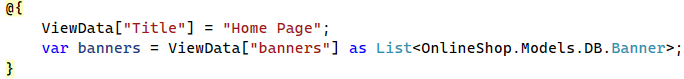 @{
    ViewData["Title"] = "Home Page";
    var banners = ViewData["banners"] as List<OnlineShop.Models.DB.Banner>;
}